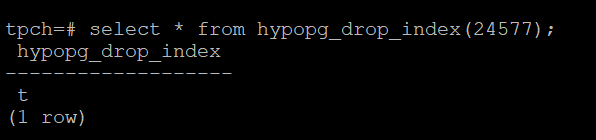 tpch=# select * from hypopg_drop_index(24577);
 hypopg_drop_index
-------------------
 t
(1 row)